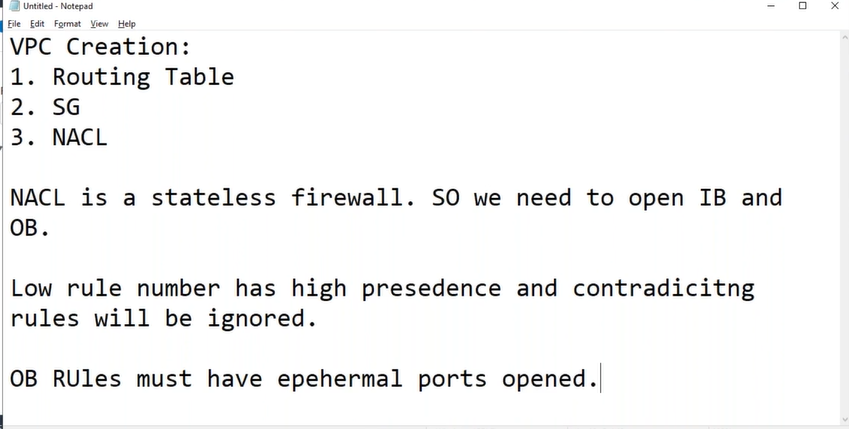 Untitled - Notepad
File Edit Format View Help
VPC Creation:
1. Routing Table
2. SG
3. NACL
NACL is a stateless firewall. SO we need to open IB and
OB.
Low rule number has high presedence and contradicitng
rules will be ignored.
OB RUles must have epehermal ports opened.